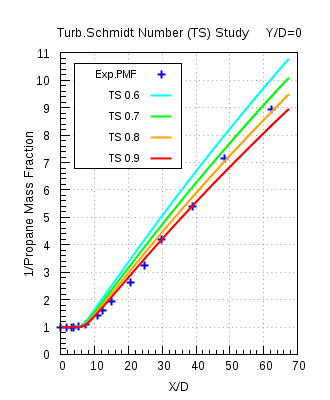 Turb.Schmidt Number (TS) Study Y/D=0
1/Propane Mass Fraction
11
10
9
8
7
6
5
4
3
2
1
0
Exp.PMF
TS 0.6
TS 0.7
TS 0.8
TS 0.9
0 10 20 30 40 50 60 70
X/D